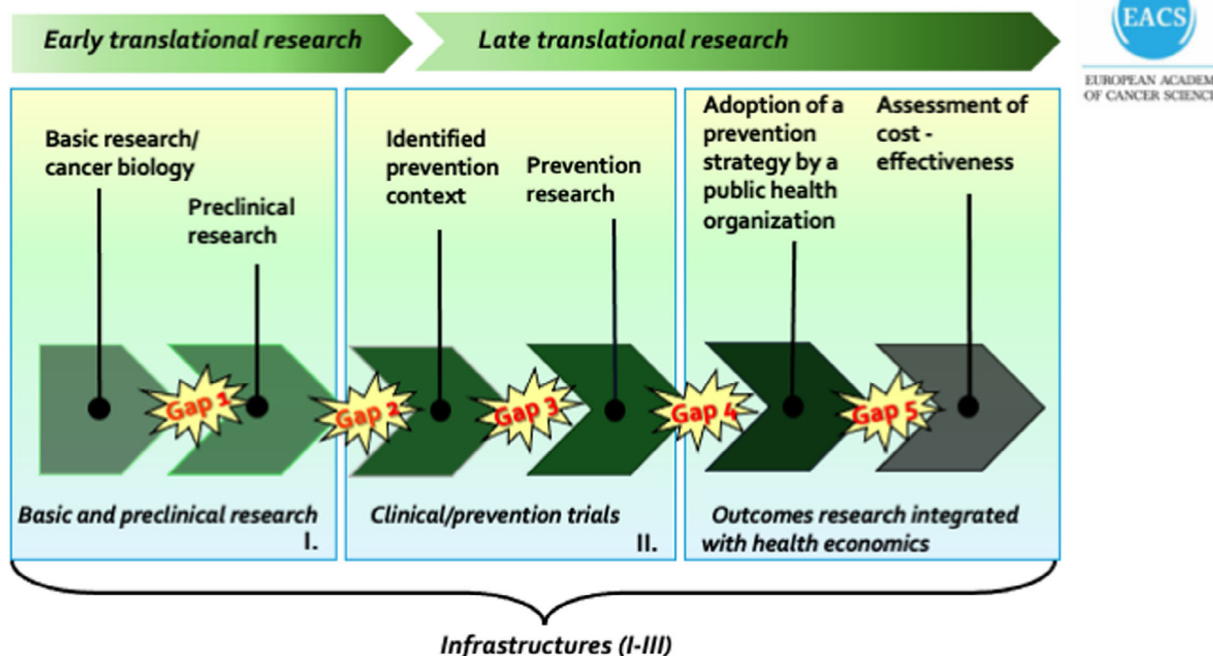 Early translational research
Late translational research
EACS
EUROPEAN ACADEM
OF CANCER SCIENCE
Basic research/
cancer biology
Preclinical
research
Identified
prevention
context
Prevention
research
Adoption of a
prevention
strategy by a
public health
organization
Assessment of
cost -
effectiveness
Gap 1
Gap 2
Gap 3
Gap 4
Gap 5
Basic and preclinical research
I.
Clinical/prevention trials
II.
Outcomes research integrated
with health economics
Infrastructures (I-III)